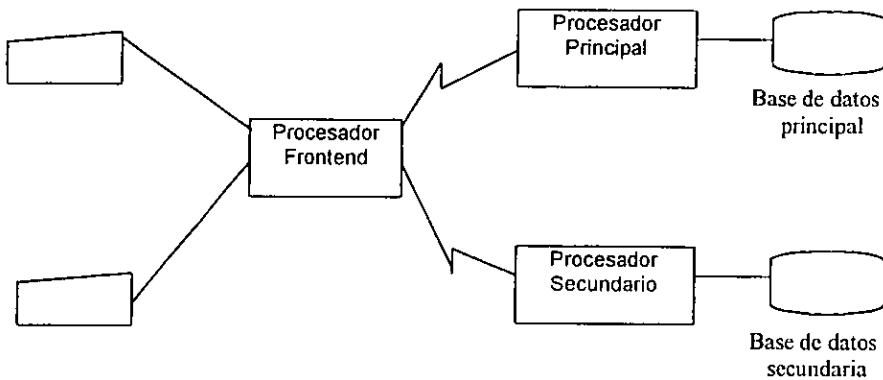 Procesador
Principal
Base de datos
principal
Procesador
Frontend
Procesador
Secundario
Base de datos
secundaria